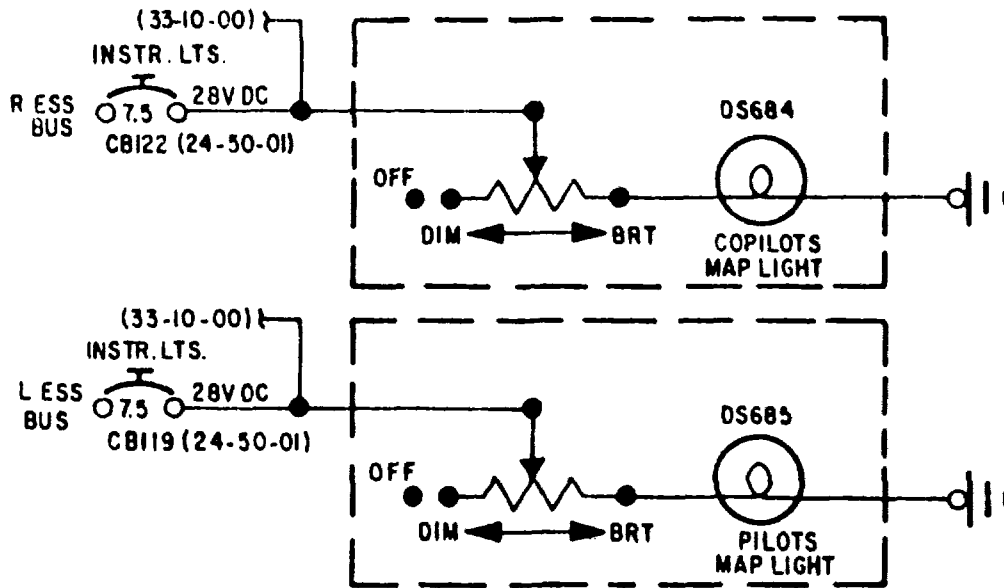 (33-10-00)
INSTR. LTS.
R ESS BUS
7.5
28V DC
CB122 (24-50-01)
DS684
OFF
DIM
BRT
COPILOTS
MAP LIGHT
(33-10-00)
INSTR. LTS.
L ESS BUS
7.5
28V DC
CB119 (24-50-01)
DS685
OFF
DIM
BRT
PILOTS
MAP LIGHT